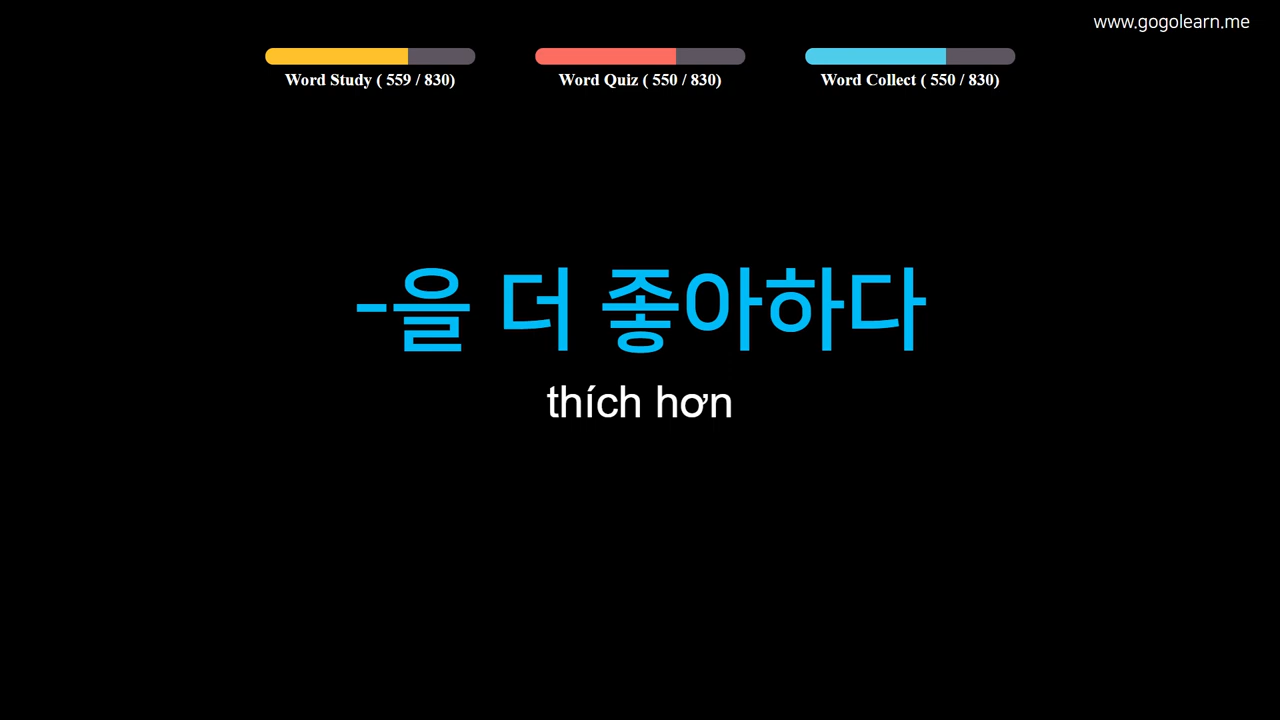 www.gogolearn.me
Word Study ( 559 / 830)
Word Quiz ( 550 / 830)
Word Collect ( 550 / 830)
-을 더 좋아하다
thích hơn